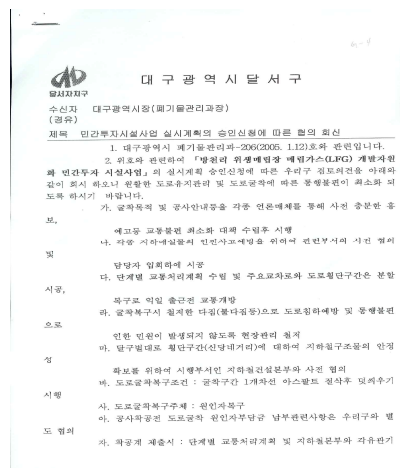 달서자치구
대구광역시달서구
수신자 대구광역시장(폐기물관리과장)
(경유)
제목 민간투자시설사업 실시계획의 승인신청에 따른 협의 회신
1. 대구광역시 폐기물관리과-206(2005. 1.12)호와 관련입니다.
2. 위호와 관련하여 「방천리 위생매립장 매립가스(LFG) 개발자원
화 민간투자 시설사업」의 실시계획 승인신청에 따른 우리구 검토의견을 아래와
같이 회시 하오니 원활한 도로유지관리 및 도로굴착에 따른 통행불편이 최소화 되
도록 하시기 바랍니다.
가. 굴착목적 및 공사안내등을 각종 언론매체를 통해 사전 충분한 홍
보,
예고등 교통불편 최소화 대책 수립후 시행
나. 각종 지하매설물의 안전사고예방을 위하여 관련부서의 사전 협의
및
담당자 입회하에 시공
다. 단계별 교통처리계획 수립 및 주요교차로와 도로횡단구간은 분할
시공,
복구로 익일 출근전 교통개방
라. 굴착복구시 철저한 다짐(물다짐등)으로 도로침하예방 및 통행불편
으로
인한 민원이 발생되지 않도록 현장관리 철저
마. 달구벌대로 횡단구간(신당네거리)에 대하여 지하철구조물의 안정
성
확보를 위하여 시행부서인 지하철건설본부와 사전 협의
바. 도로굴착복구조건 : 굴착구간 1개차선 아스팔트 절삭후 덧씌우기
시행
사. 도로굴착복구주체 : 원인자복구
아. 공사착공전 도로굴착 원인자부담금 납부관련사항은 우리구와 별
도 협의
자. 착공계 제출시 : 단계별 교통처리계획 및 지하철본부와 각유관기